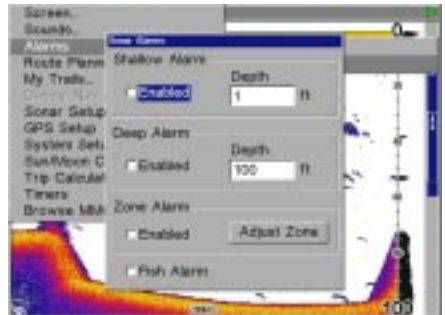 Screen...
Sounds...
Alarms
Route Plann
My Trails...
Sonar Setup
GPS Setup
System Setu
Sun/Moon C
Trip Calculat
Timers
Browse MM
Sonar Alarms
Shallow Alarm
Enabled
Depth
1 ft
Deep Alarm
Enabled
Depth
100 ft
Zone Alarm
Enabled
Adjust Zone
Fish Alarm
0
100